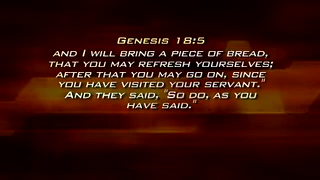 Genesis 18:5
and I will bring a piece of bread,
that you may refresh yourselves;
after that you may go on, since
you have visited your servant."
And they said, "So do, as you
have said."